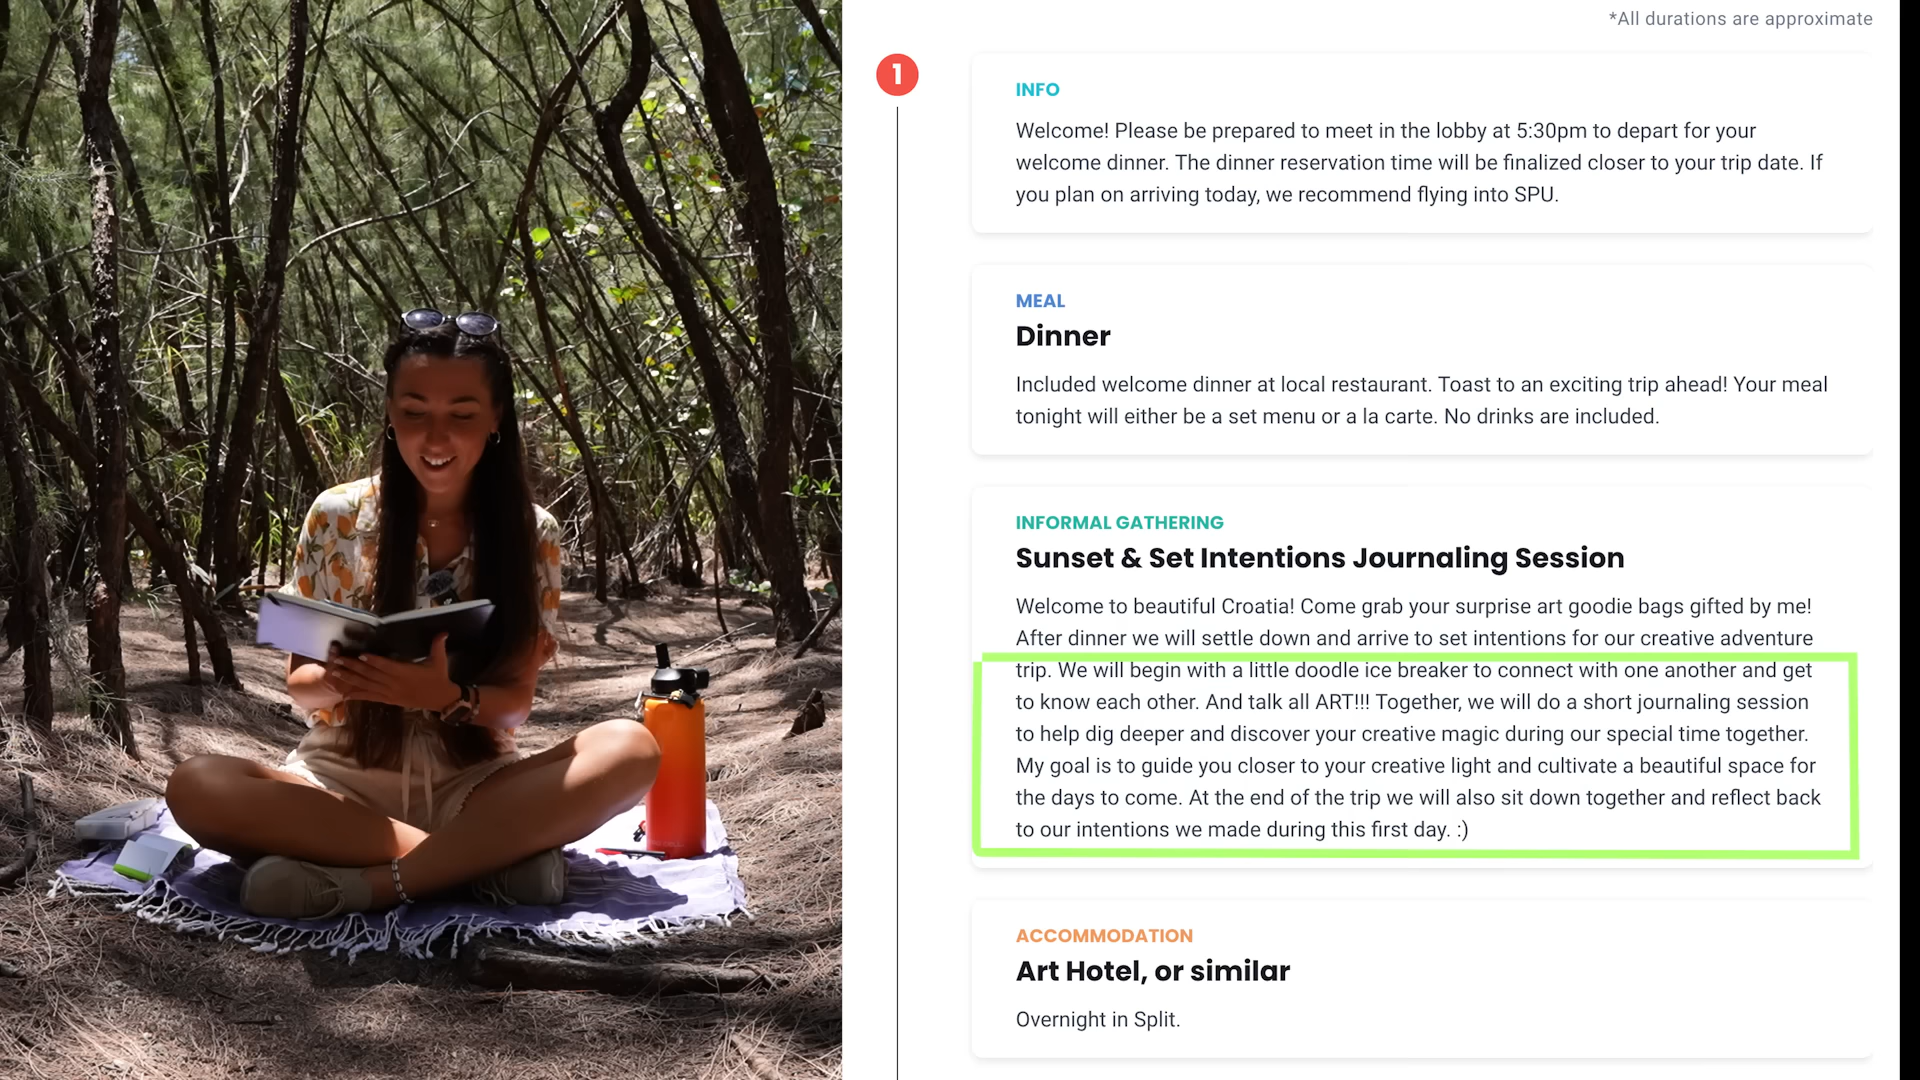 *All durations are approximate
1
INFO
Welcome! Please be prepared to meet in the lobby at 5:30pm to depart for your
welcome dinner. The dinner reservation time will be finalized closer to your trip date. If
you plan on arriving today, we recommend flying into SPU.
MEAL
Dinner
Included welcome dinner at local restaurant. Toast to an exciting trip ahead! Your meal
tonight will either be a set menu or a la carte. No drinks are included.
INFORMAL GATHERING
Sunset & Set Intentions Journaling Session
Welcome to beautiful Croatia! Come grab your surprise art goodie bags gifted by me!
After dinner we will settle down and arrive to set intentions for our creative adventure
trip. We will begin with a little doodle ice breaker to connect with one another and get
to know each other. And talk all ART!!! Together, we will do a short journaling session
to help dig deeper and discover your creative magic during our special time together.
My goal is to guide you closer to your creative light and cultivate a beautiful space for
the days to come. At the end of the trip we will also sit down together and reflect back
to our intentions we made during this first day. :)
ACCOMMODATION
Art Hotel, or similar
Overnight in Split.